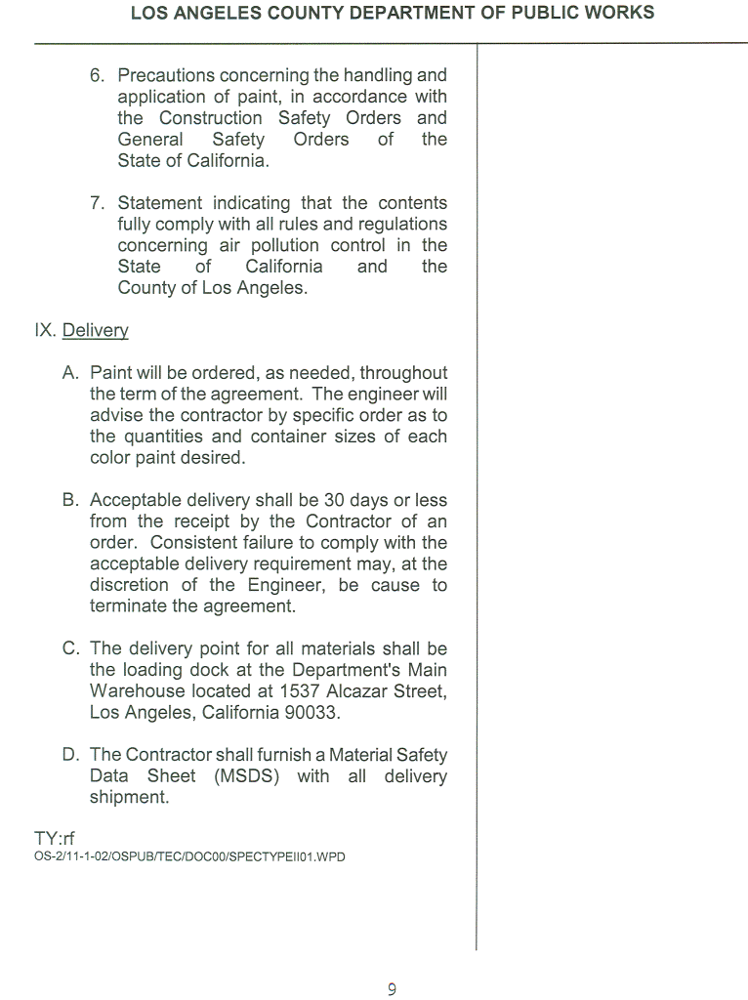 LOS ANGELES COUNTY DEPARTMENT OF PUBLIC WORKS
6. Precautions concerning the handling and
application of paint, in accordance with
the Construction Safety Orders and
General Safety Orders of the
State of California.
7. Statement indicating that the contents
fully comply with all rules and regulations
concerning air pollution control in the
State of California and the
County of Los Angeles.
IX. Delivery
A. Paint will be ordered, as needed, throughout
the term of the agreement. The engineer will
advise the contractor by specific order as to
the quantities and container sizes of each
color paint desired.
B. Acceptable delivery shall be 30 days or less
from the receipt by the Contractor of an
order. Consistent failure to comply with the
acceptable delivery requirement may, at the
discretion of the Engineer, be cause to
terminate the agreement.
C. The delivery point for all materials shall be
the loading dock at the Department's Main
Warehouse located at 1537 Alcazar Street,
Los Angeles, California 90033.
D. The Contractor shall furnish a Material Safety
Data Sheet (MSDS) with all delivery
shipment.
TY:rf
OS-2/11-1-02/OSPUB/TEC/DOC00/SPECTYPEII01.WPD
9